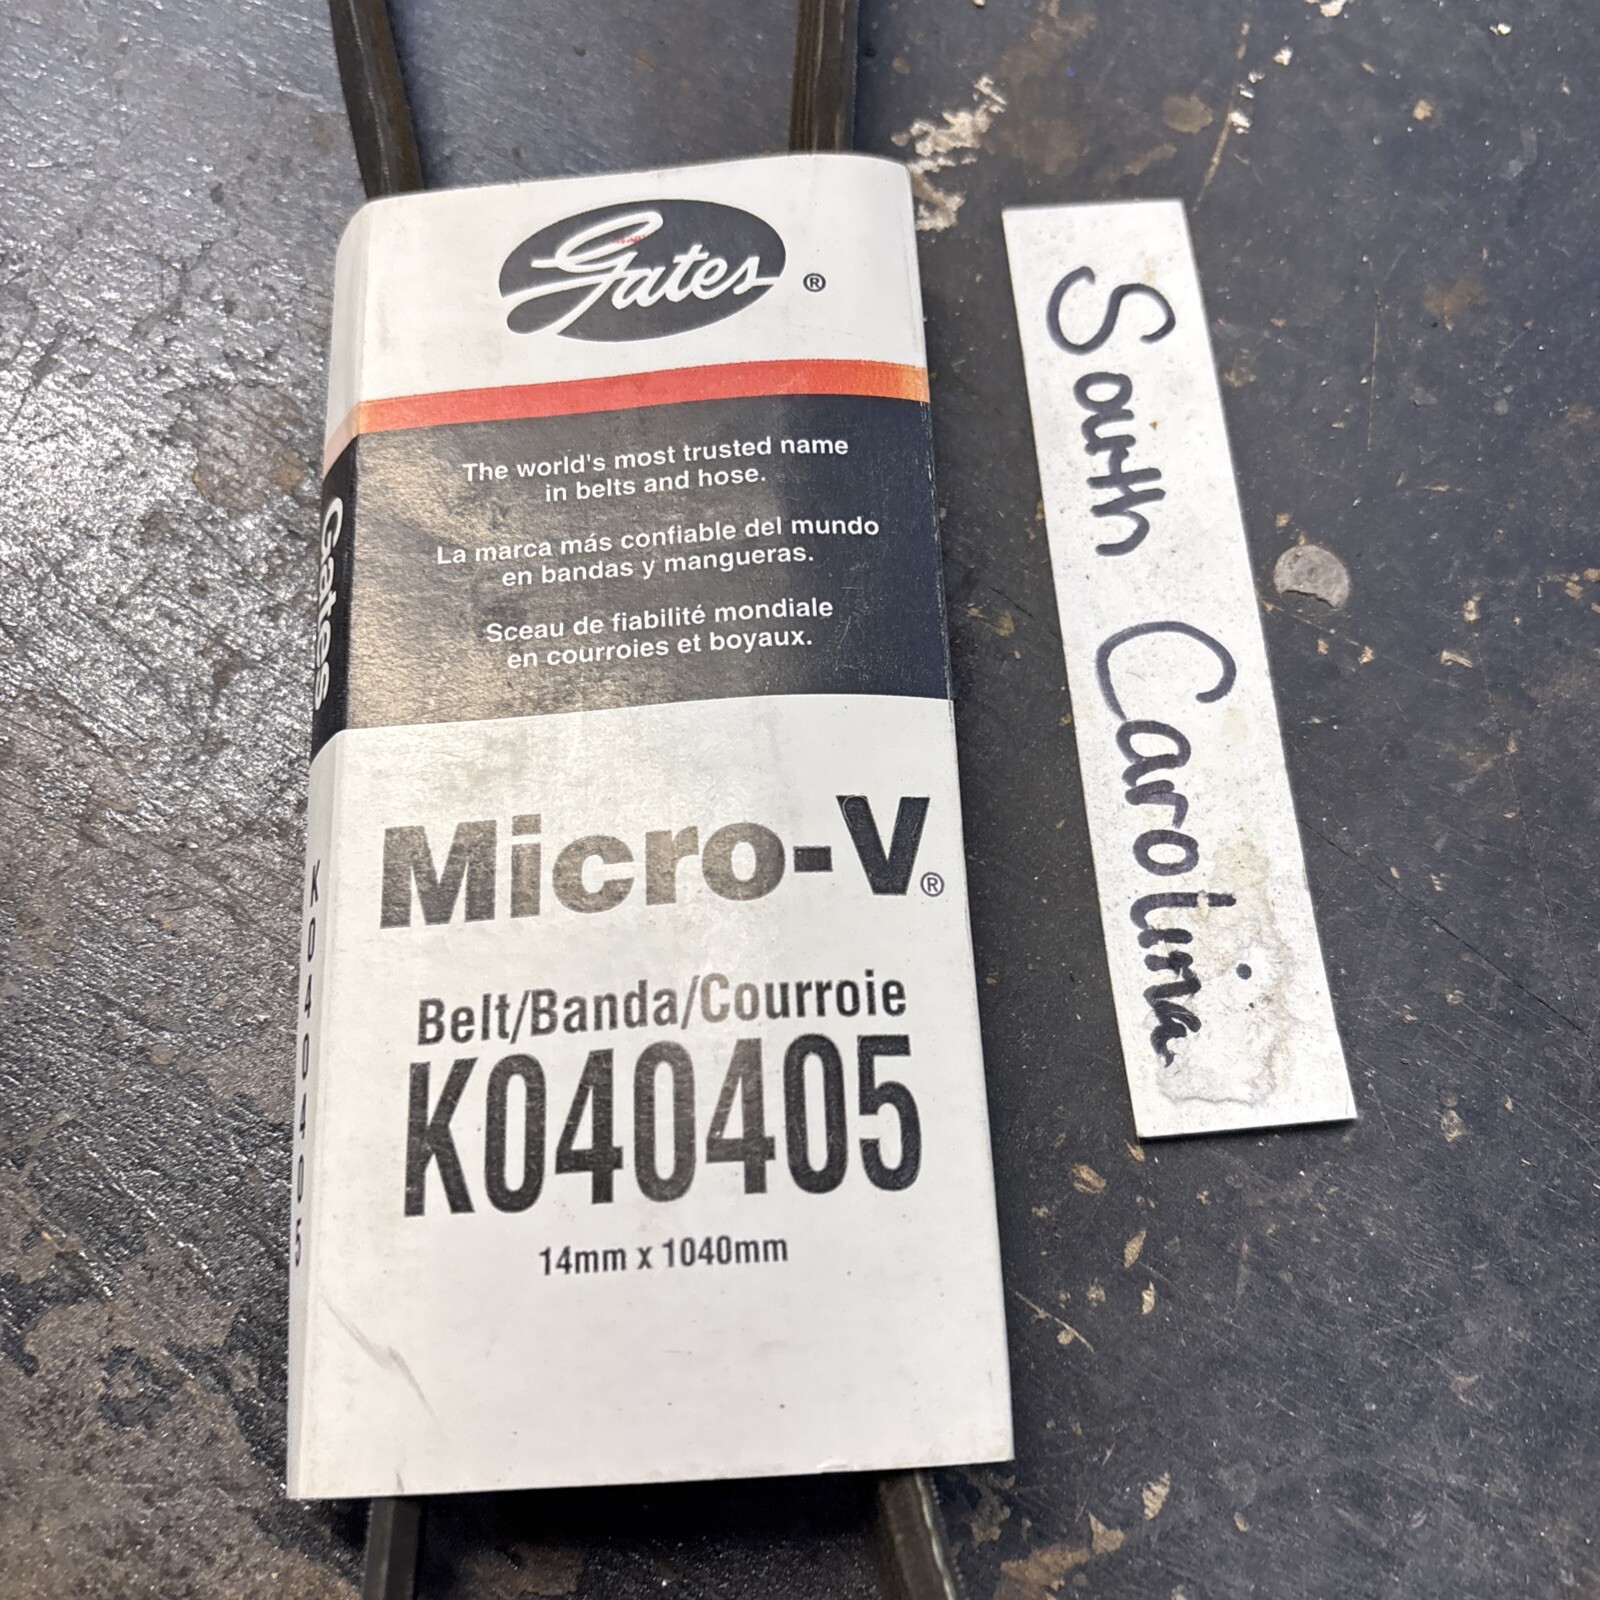 Gates®
The world's most trusted name
in belts and hose.
La marca más confiable del mundo
en bandas y mangueras.
Sceau de fiabilité mondiale
en courroies et boyaux.
Micro-V®
Belt/Banda/Courroie
K040405
14mm x 1040mm
Gates
K040405
South Carolina